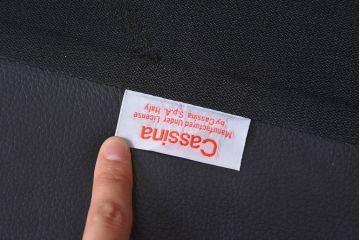 Cassina
Manufactured Under License
by Cassina S.p.A. Italy